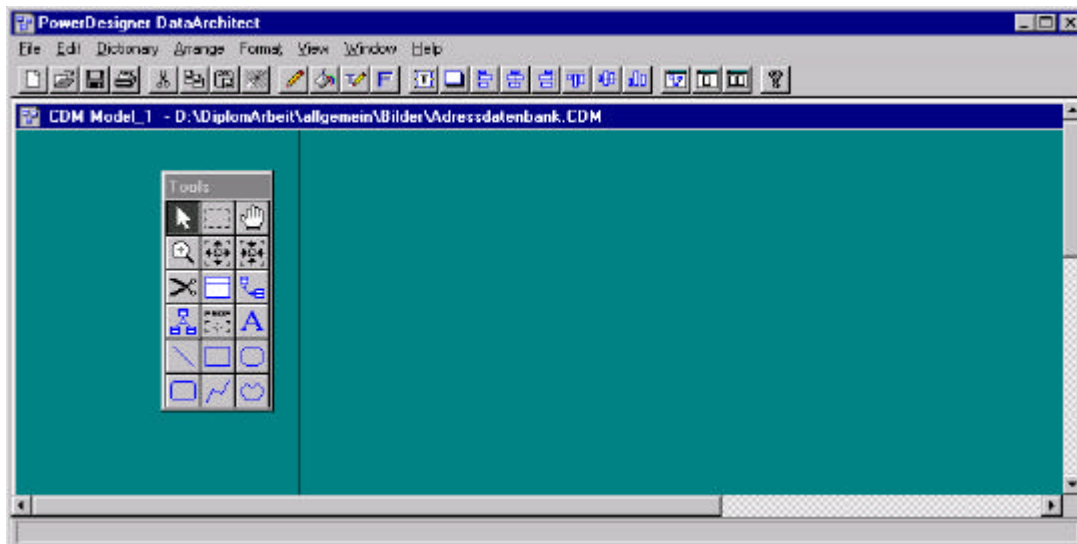 PowerDesigner DataArchitect
File Edit Dictionary Arrange Format View Window Help
CDM Model_1 - D:\DiplomArbeit\allgemein\Bilder\Adressdatenbank.CDM
Tools
A